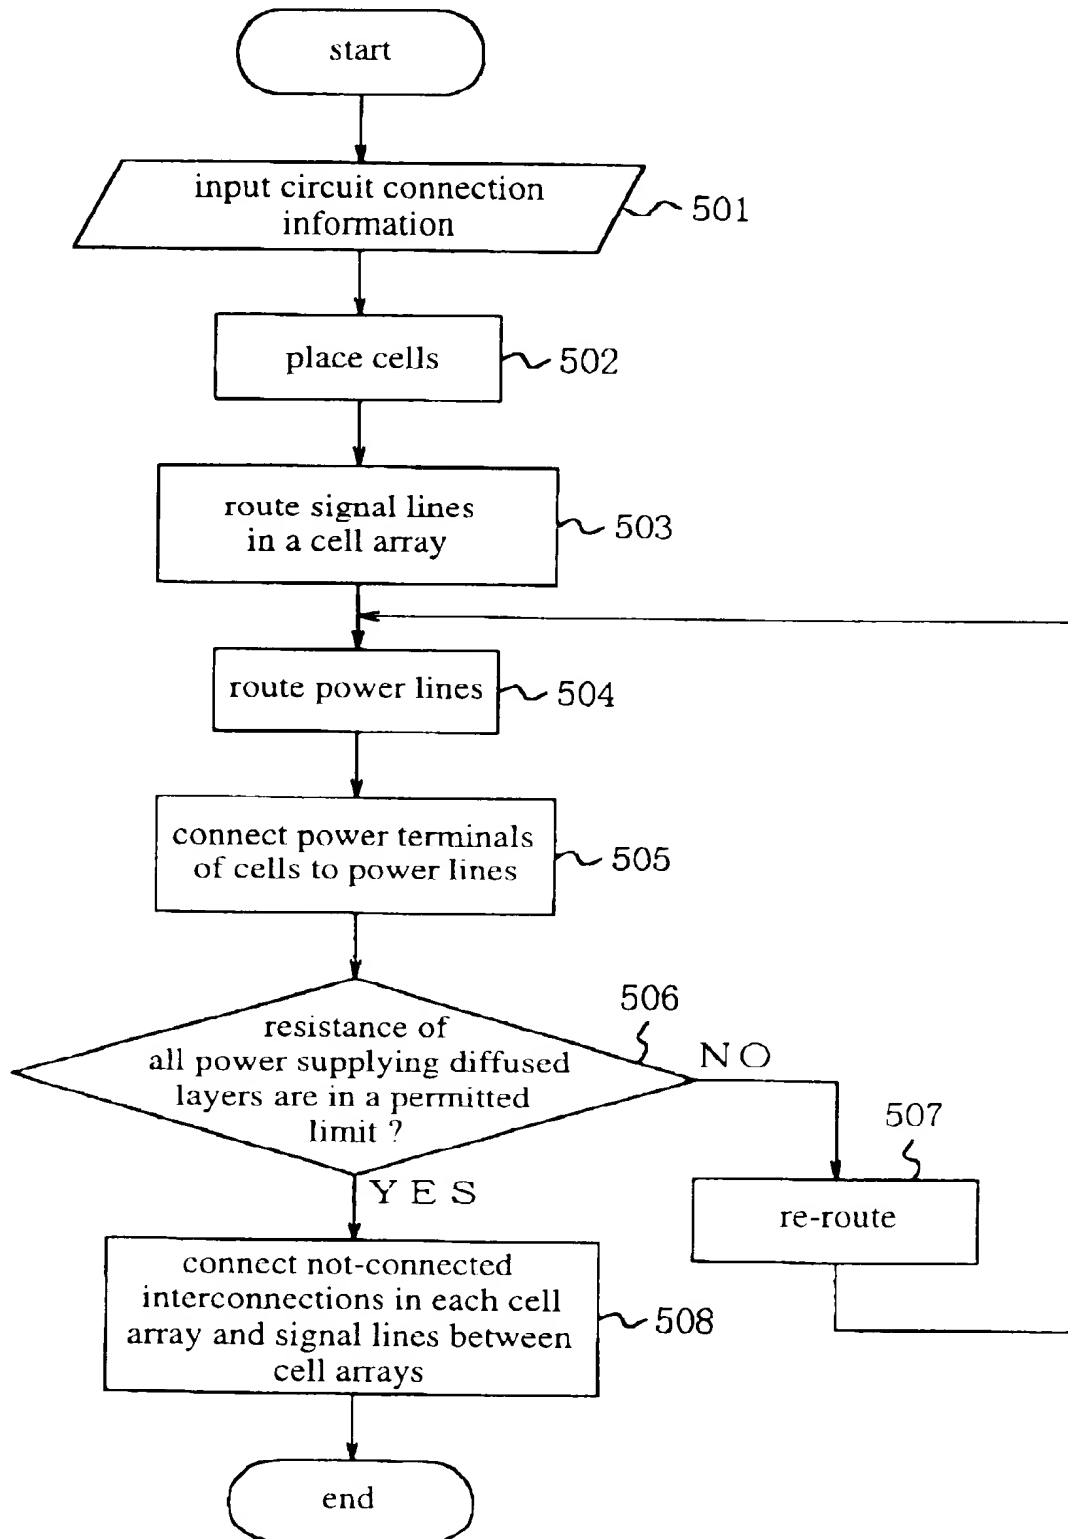 start
input circuit connection
information
501
place cells
502
route signal lines
in a cell array
503
route power lines
504
connect power terminals
of cells to power lines
505
506
resistance of
all power supplying diffused
layers are in a permitted
limit ?
NO
507
re-route
YES
connect not-connected
interconnections in each cell
array and signal lines between
cell arrays
508
end